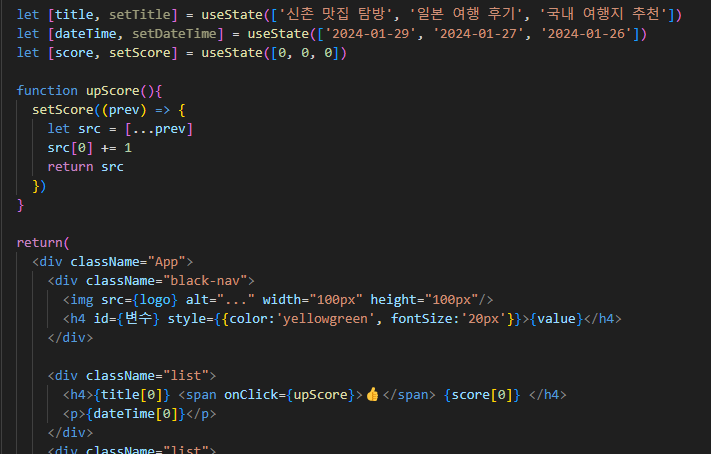 let [title, setTitle] = useState(['신촌 맛집 탐방', '일본 여행 후기', '국내 여행지 추천'])
let [dateTime, setDateTime] = useState(['2024-01-29', '2024-01-27', '2024-01-26'])
let [score, setScore] = useState([0, 0, 0])
function upScore(){
setScore((prev) => {
let src = [...prev]
src[0] += 1
return src
})
}
return(
<div className="App">
<div className="black-nav">
<img src={logo} alt="..." width="100px" height="100px"/>
<h4 id={변수} style={{color:'yellowgreen', fontSize:'20px'}}>{value}</h4>
</div>
<div className="list">
<h4>{title[0]} <span onClick={upScore}>👍</span> {score[0]} </h4>
<p>{dateTime[0]}</p>
</div>
<div className="list">